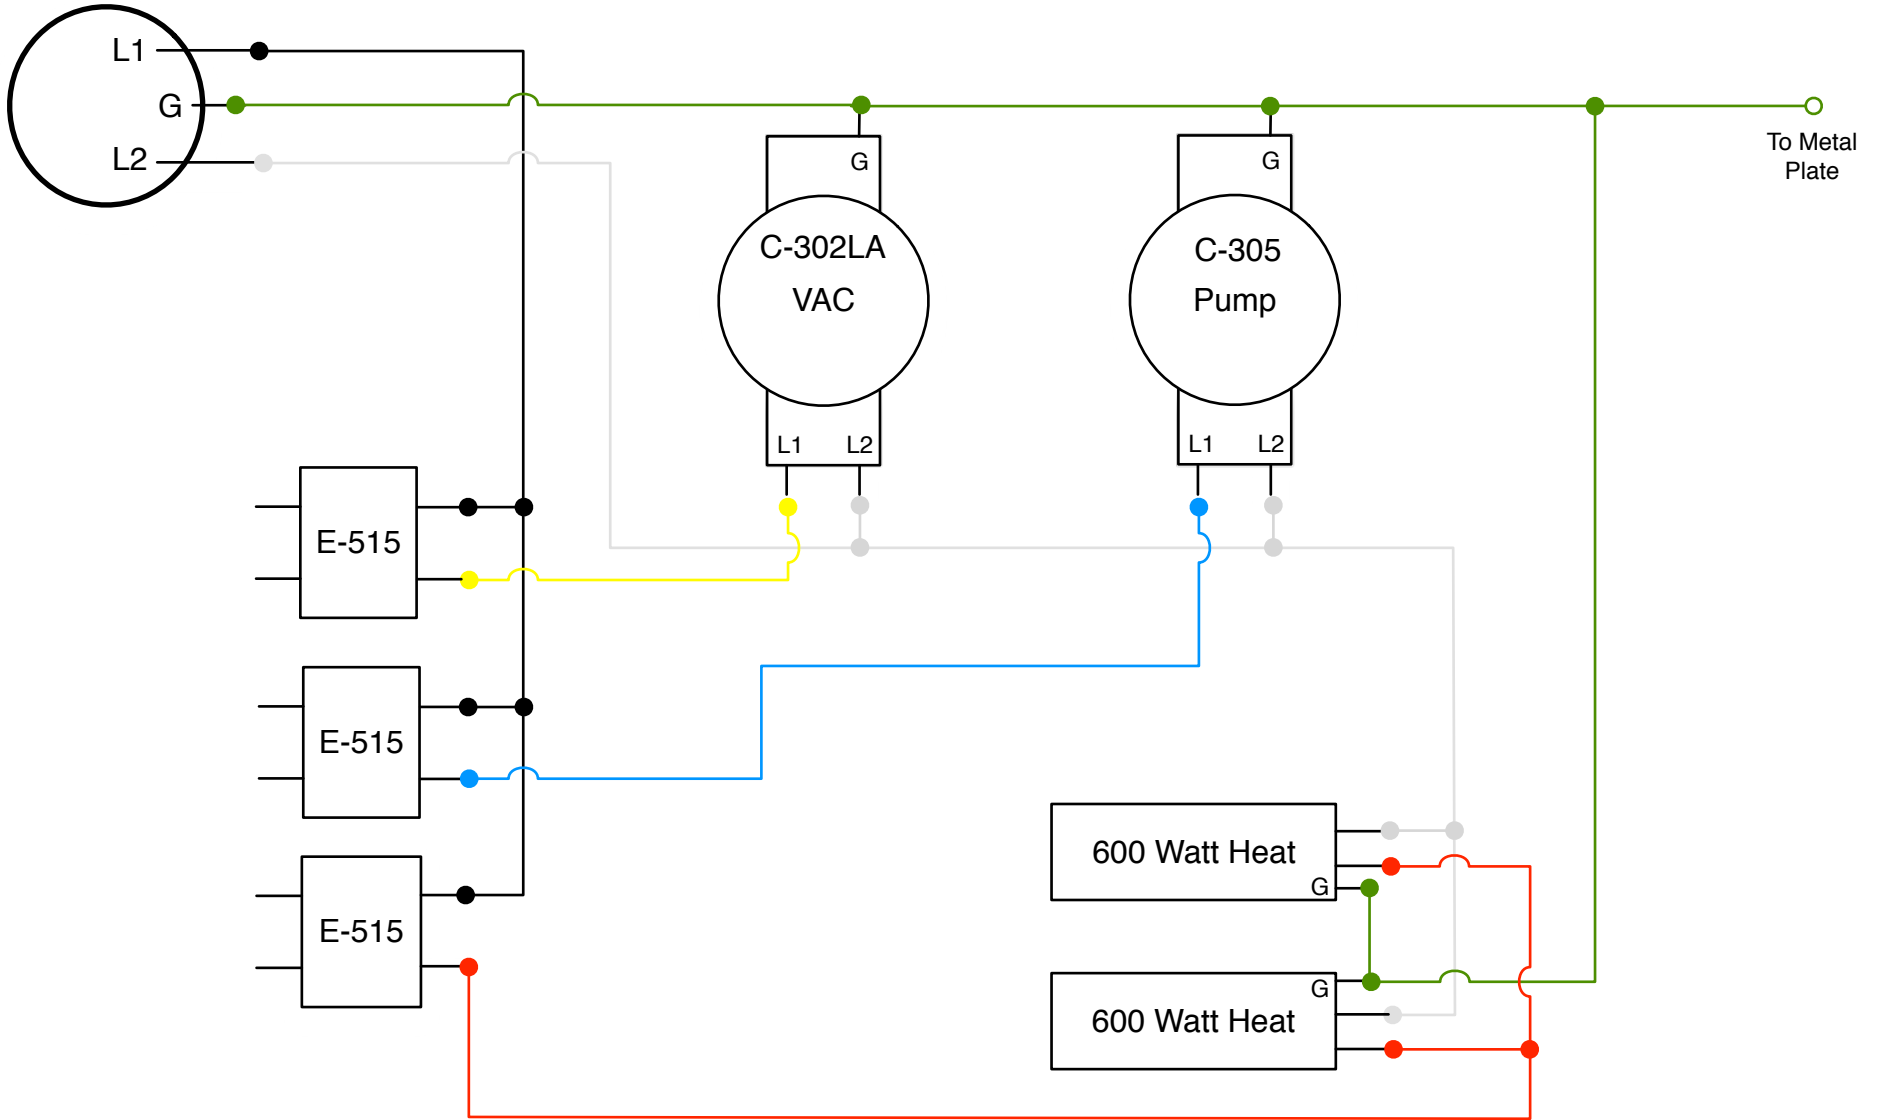 L1
G
L2
To Metal
Plate
G
C-302LA
VAC
L1 L2
G
C-305
Pump
L1 L2
E-515
E-515
E-515
600 Watt Heat
G
G
600 Watt Heat